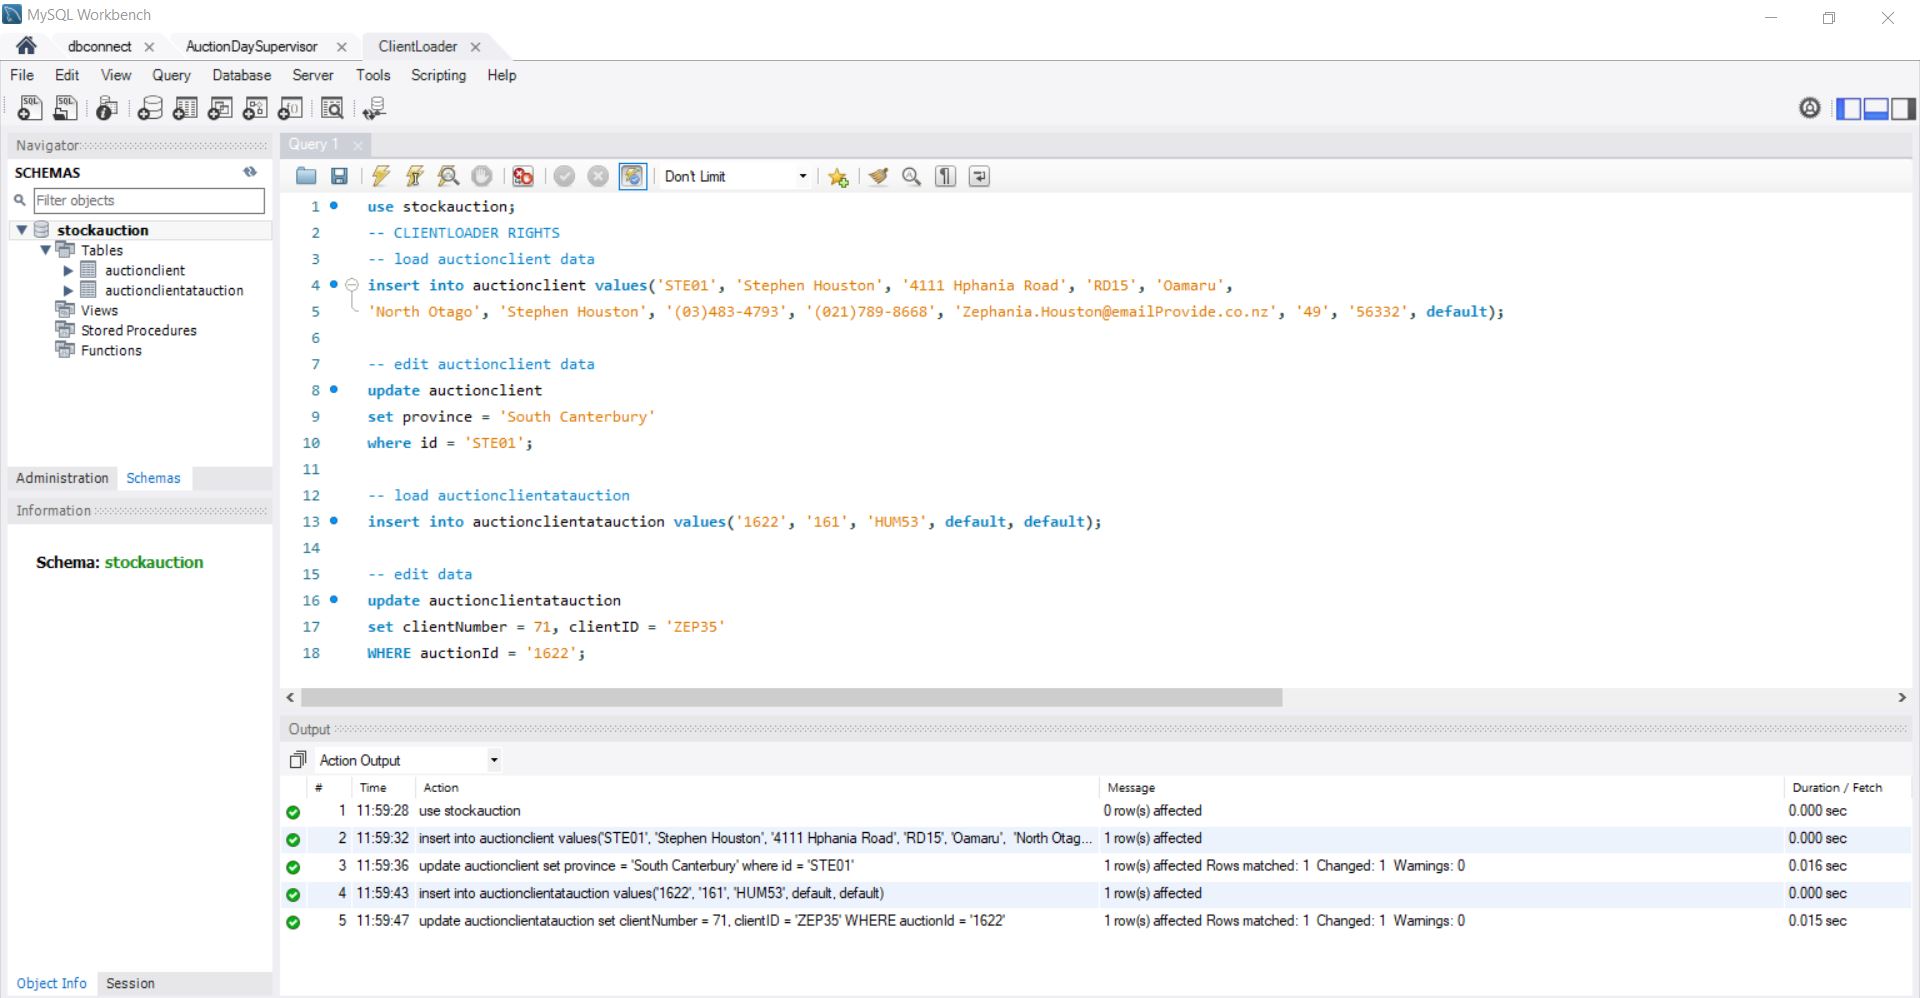 MySQL Workbench
dbconnect AuctionDaySupervisor ClientLoader
File Edit View Query Database Server Tools Scripting Help
Navigator
SCHEMAS
Filter objects
stockauction
Tables
auctionclient
auctionclientatauction
Views
Stored Procedures
Functions
Administration Schemas
Information
Schema: stockauction
Object Info Session
Query 1
Don't Limit
1 use stockauction;
2 -- CLIENTLOADER RIGHTS
3 -- load auctionclient data
4 insert into auctionclient values('STE01', 'Stephen Houston', '4111 Hphania Road', 'RD15', 'Oamaru',
5 'North Otago', 'Stephen Houston', '(03)483-4793', '(021)789-8668', 'Zephania.Houston@emailProvide.co.nz', '49', '56332', default);
6
7 -- edit auctionclient data
8 update auctionclient
9 set province = 'South Canterbury'
10 where id = 'STE01';
11
12 -- load auctionclientatauction
13 insert into auctionclientatauction values('1622', '161', 'HUM53', default, default);
14
15 -- edit data
16 update auctionclientatauction
17 set clientNumber = 71, clientID = 'ZEP35'
18 WHERE auctionId = '1622';
Output
Action Output
# Time Action Message Duration / Fetch
1 11:59:28 use stockauction 0 row(s) affected 0.000 sec
2 11:59:32 insert into auctionclient values('STE01', 'Stephen Houston', '4111 Hphania Road', 'RD15', 'Oamaru', 'North Otag... 1 row(s) affected 0.000 sec
3 11:59:36 update auctionclient set province = 'South Canterbury' where id = 'STE01' 1 row(s) affected Rows matched: 1 Changed: 1 Warnings: 0 0.016 sec
4 11:59:43 insert into auctionclientatauction values('1622', '161', 'HUM53', default, default) 1 row(s) affected 0.000 sec
5 11:59:47 update auctionclientatauction set clientNumber = 71, clientID = 'ZEP35' WHERE auctionId = '1622' 1 row(s) affected Rows matched: 1 Changed: 1 Warnings: 0 0.015 sec